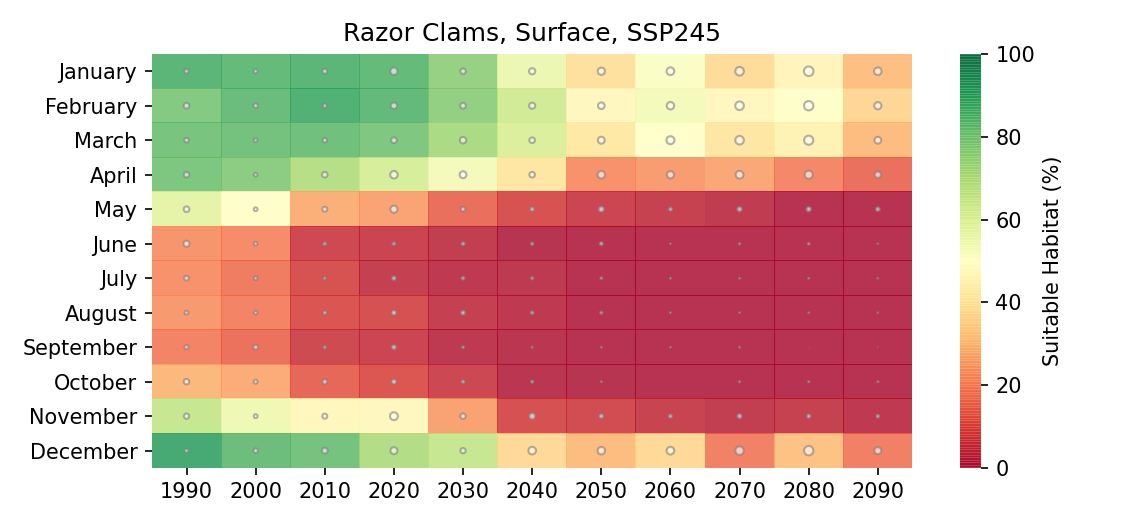 Razor Clams, Surface, SSP245
January
February
March
April
May
June
July
August
September
October
November
December
1990 2000 2010 2020 2030 2040 2050 2060 2070 2080 2090
100
80
60
40
20
0
Suitable Habitat (%)